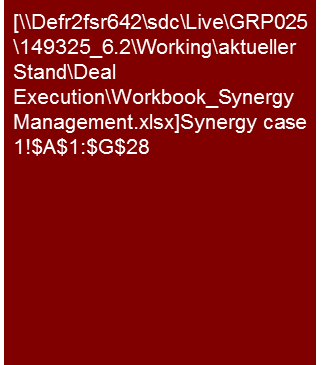 [\\Defr2fsr642\sdc\Live\GRP025
\149325_6.2\Working\aktueller
Stand\Deal
Execution\Workbook_Synergy
Management.xlsx]Synergy case
1!$A$1:$G$28